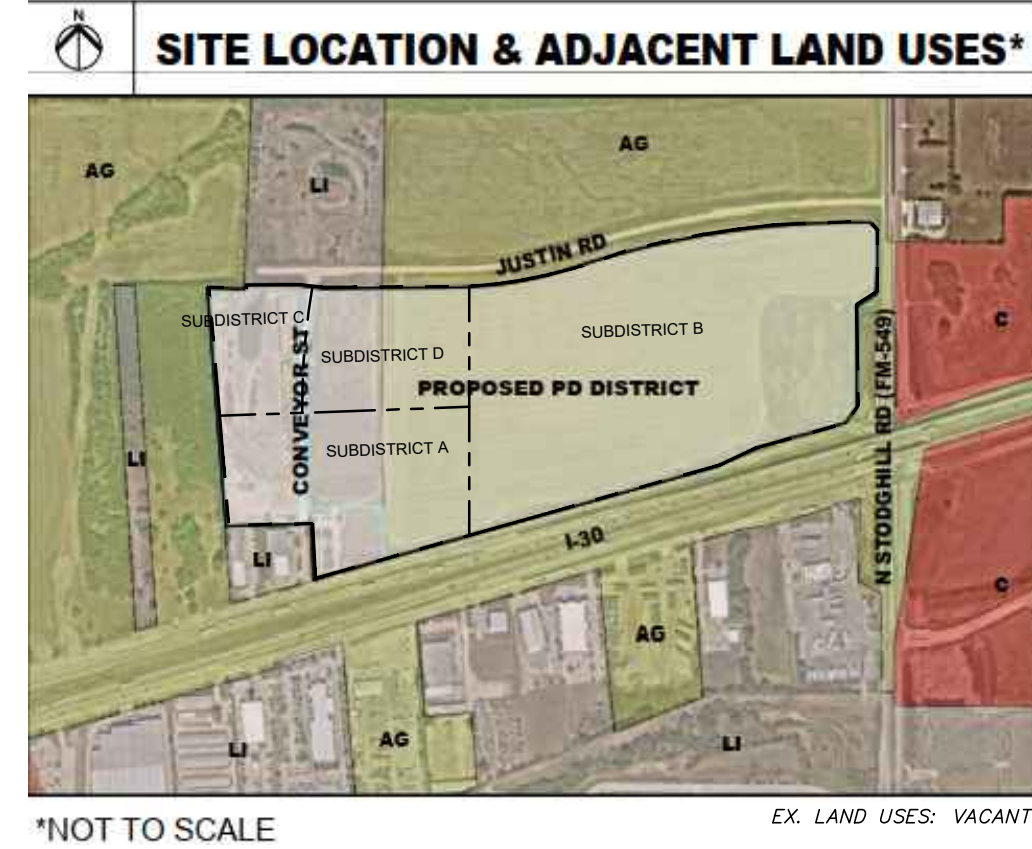 N
SITE LOCATION & ADJACENT LAND USES*
AG
AG
LI
JUSTIN RD
SUBDISTRICT C
SUBDISTRICT B
C
CONVEYOR ST
SUBDISTRICT D
PROPOSED PD DISTRICT
N STODGHILL RD (FM-549)
SUBDISTRICT A
LI
LI
I-30
C
AG
LI
AG
LI
*NOT TO SCALE
EX. LAND USES: VACANT